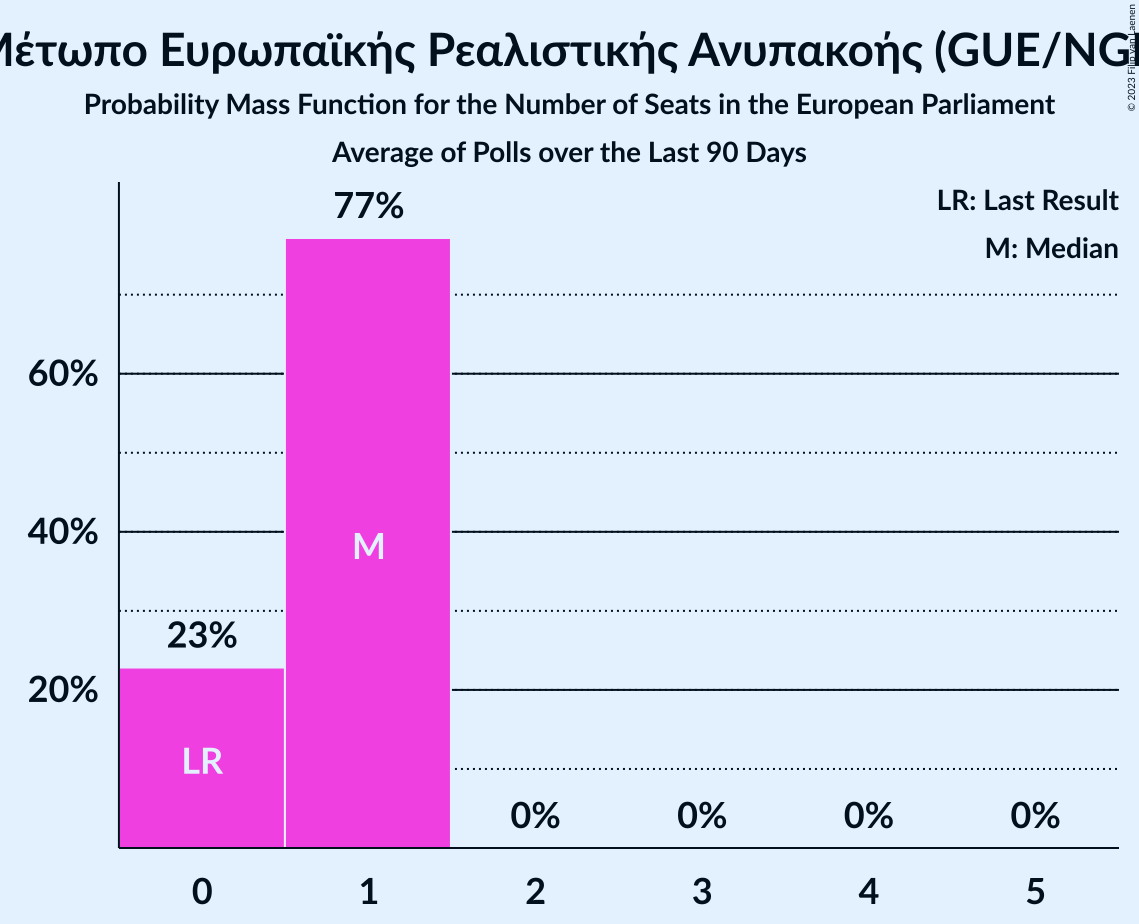 Μέτωπο Ευρωπαϊκής Ρεαλιστικής Ανυπακοής (GUE/NG
Probability Mass Function for the Number of Seats in the European Parliament
Average of Polls over the Last 90 Days
© 2023 Filip van Laenen
LR: Last Result
M: Median
77%
60%
M
40%
23%
20%
LR
0% 0% 0% 0%
0 1 2 3 4 5